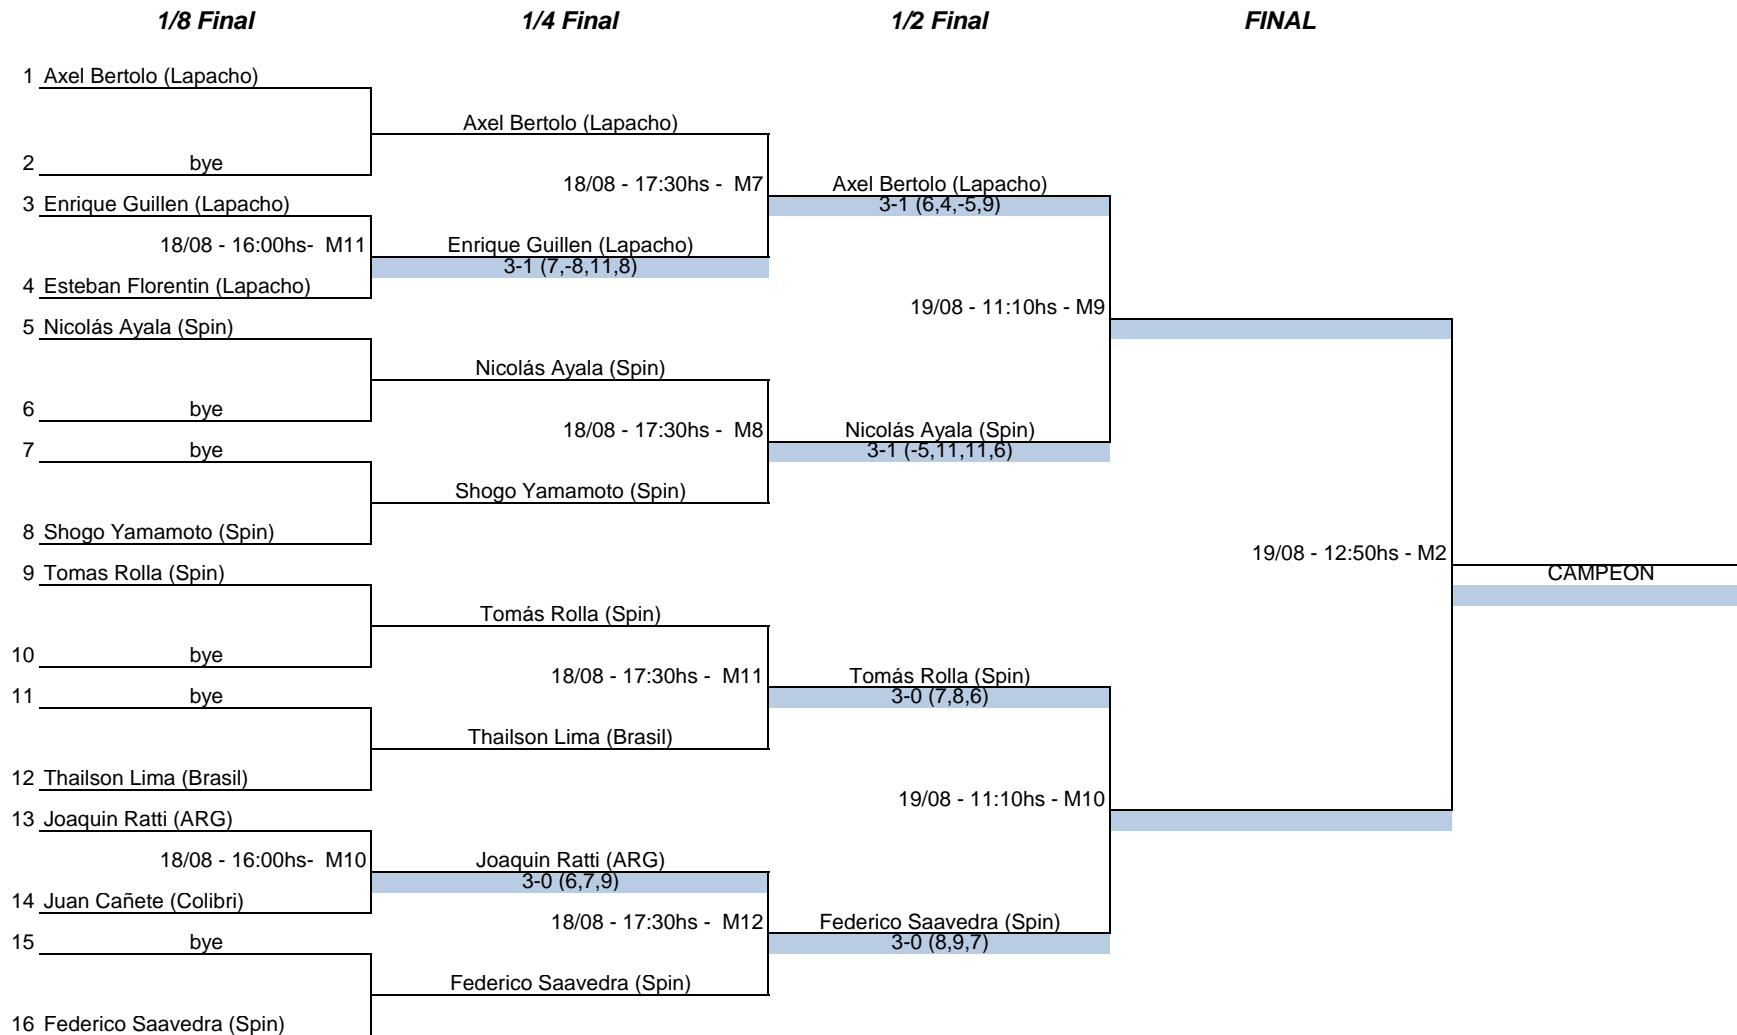 1/8 Final 1/4 Final 1/2 Final FINAL
1 Axel Bertolo (Lapacho)
Axel Bertolo (Lapacho)
2 bye
18/08 - 17:30hs - M7 Axel Bertolo (Lapacho)
3 Enrique Guillen (Lapacho) 3-1 (6,4,-5,9)
18/08 - 16:00hs- M11 Enrique Guillen (Lapacho)
3-1 (7,-8,11,8)
4 Esteban Florentin (Lapacho)
19/08 - 11:10hs - M9
5 Nicolás Ayala (Spin)
Nicolás Ayala (Spin)
6 bye
18/08 - 17:30hs - M8 Nicolás Ayala (Spin)
7 bye 3-1 (-5,11,11,6)
Shogo Yamamoto (Spin)
8 Shogo Yamamoto (Spin)
19/08 - 12:50hs - M2
9 Tomas Rolla (Spin) CAMPEON
Tomás Rolla (Spin)
10 bye
18/08 - 17:30hs - M11 Tomás Rolla (Spin)
11 bye 3-0 (7,8,6)
Thailson Lima (Brasil)
12 Thailson Lima (Brasil)
19/08 - 11:10hs - M10
13 Joaquin Ratti (ARG)
18/08 - 16:00hs- M10 Joaquin Ratti (ARG)
3-0 (6,7,9)
14 Juan Cañete (Colibri)
18/08 - 17:30hs - M12 Federico Saavedra (Spin)
15 bye 3-0 (8,9,7)
Federico Saavedra (Spin)
16 Federico Saavedra (Spin)